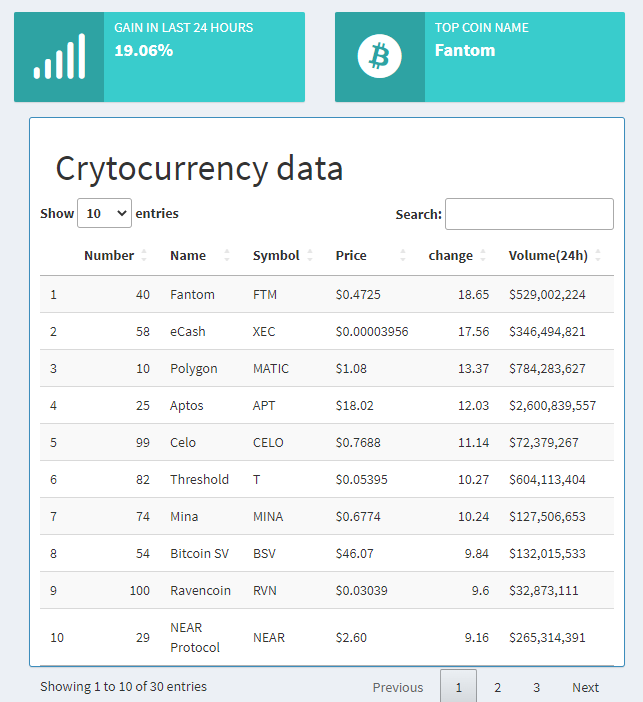 GAIN IN LAST 24 HOURS
19.06%
TOP COIN NAME
Fantom
Crytocurrency data
Show 10 entries Search:
Number Name Symbol Price change Volume(24h)
1 40 Fantom FTM $0.4725 18.65 $529,002,224
2 58 eCash XEC $0.00003956 17.56 $346,494,821
3 10 Polygon MATIC $1.08 13.37 $784,283,627
4 25 Aptos APT $18.02 12.03 $2,600,839,557
5 99 Celo CELO $0.7688 11.14 $72,379,267
6 82 Threshold T $0.05395 10.27 $604,113,404
7 74 Mina MINA $0.6774 10.24 $127,506,653
8 54 Bitcoin SV BSV $46.07 9.84 $132,015,533
9 100 Ravencoin RVN $0.03039 9.6 $32,873,111
10 29 NEAR Protocol NEAR $2.60 9.16 $265,314,391
Showing 1 to 10 of 30 entries Previous 1 2 3 Next